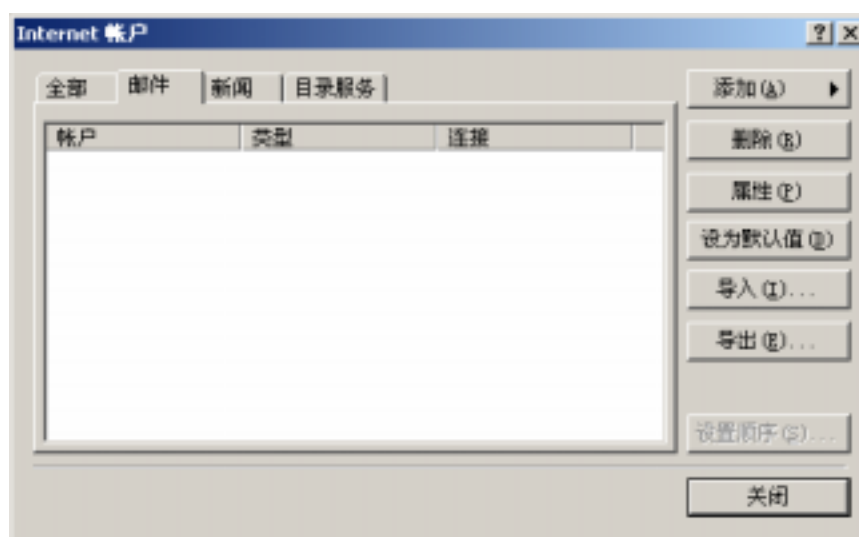 Internet 帐户
全部 邮件 新闻 目录服务
帐户 类型 连接
添加(A)
删除(R)
属性(P)
设为默认值(D)
导入(I)...
导出(E)...
设置顺序(S)...
关闭